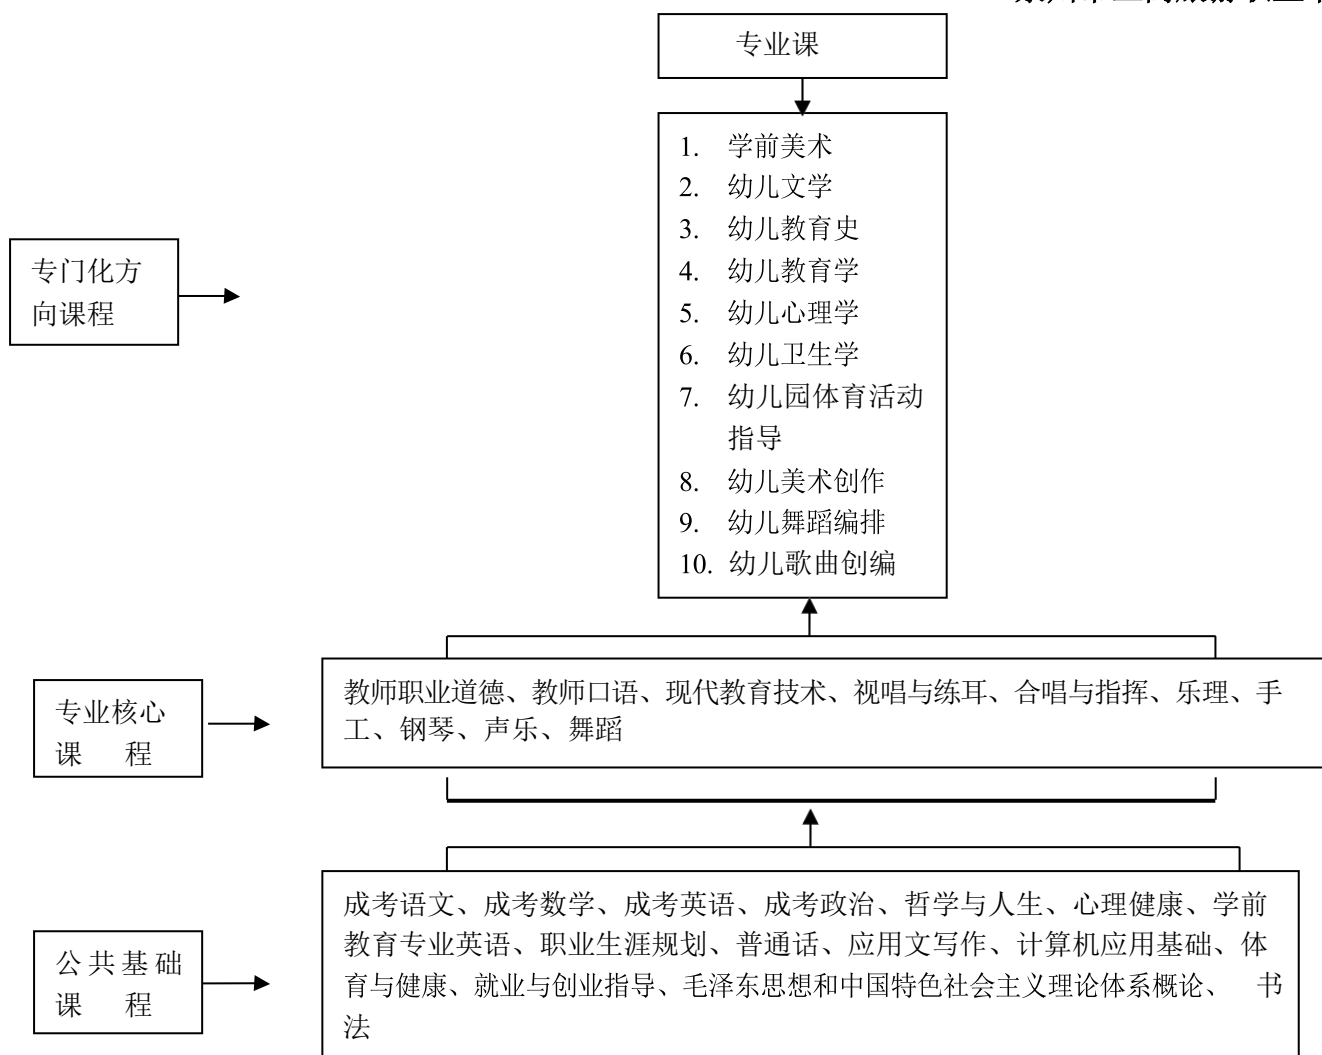 专业课
1. 学前美术
2. 幼儿文学
3. 幼儿教育史
4. 幼儿教育学
5. 幼儿心理学
6. 幼儿卫生学
7. 幼儿园体育活动
指导
8. 幼儿美术创作
9. 幼儿舞蹈编排
10. 幼儿歌曲创编
专门化方
向课程
专业核心
课 程
教师职业道德、教师口语、现代教育技术、视唱与练耳、合唱与指挥、乐理、手
工、钢琴、声乐、舞蹈
公共基础
课 程
成考语文、成考数学、成考英语、成考政治、哲学与人生、心理健康、学前
教育专业英语、职业生涯规划、普通话、应用文写作、计算机应用基础、体
育与健康、就业与创业指导、毛泽东思想和中国特色社会主义理论体系概论、 书
法